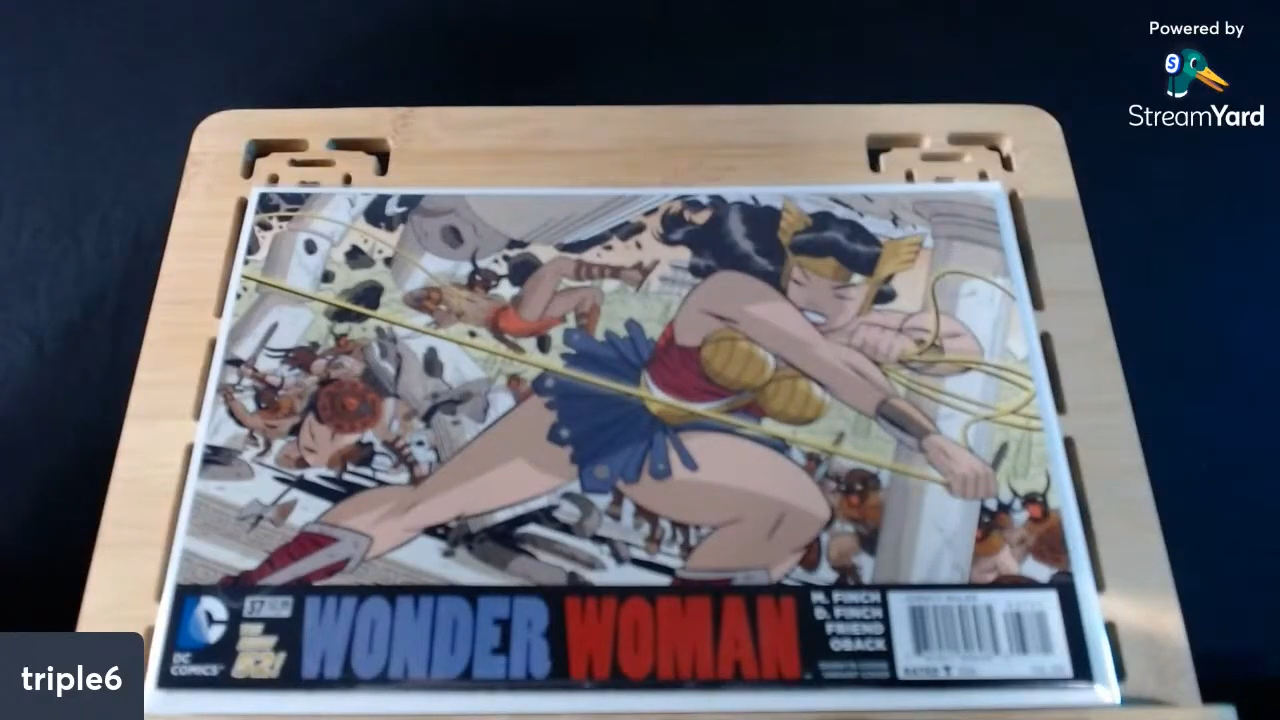 Powered by
StreamYard
37
WONDER WOMAN
M. FINCH
D. FINCH
FRIEND
OBACK
DC
COMICS
triple6